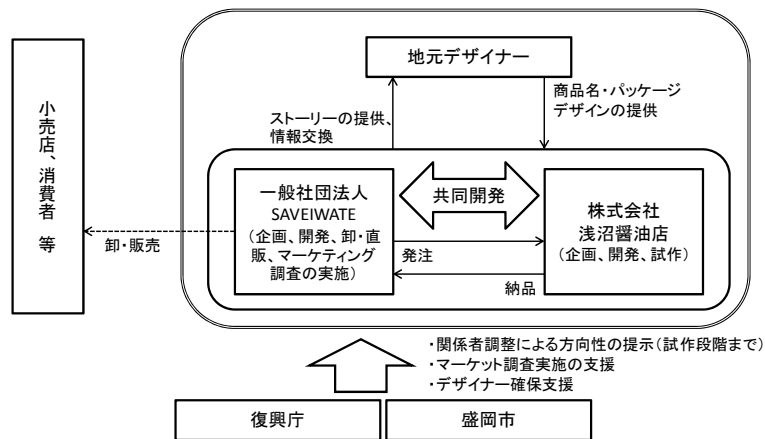 地元デザイナー
商品名・パッケージ
デザインの提供
ストーリーの提供、
情報交換
小売店、消費者 等
一般社団法人
SAVEIWATE
(企画、開発、卸・直
販、マーケティング
調査の実施)
共同開発
株式会社
浅沼醤油店
(企画、開発、試作)
卸・販売
発注
納品
・関係者調整による方向性の提示(試作段階まで)
・マーケット調査実施の支援
・デザイナー確保支援
復興庁
盛岡市